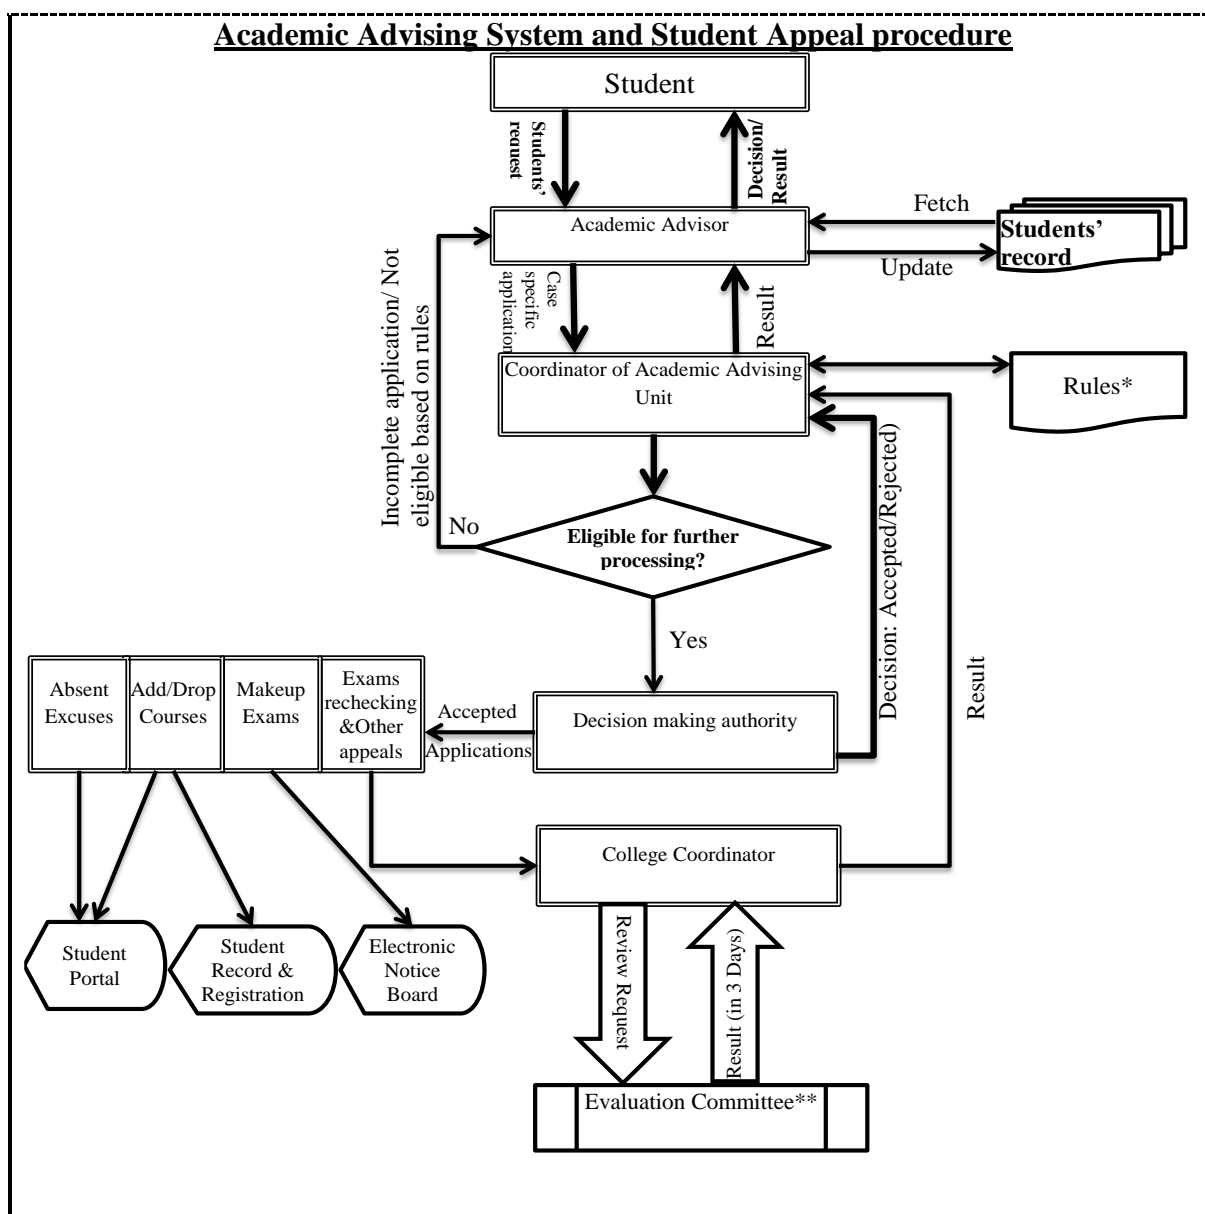 Academic Advising System and Student Appeal procedure
Student
Students’
request
Decision/
Result
Academic Advisor
Fetch
Update
Students’
record
Case
specific
application
Result
Incomplete application/ Not
eligible based on rules
Coordinator of Academic Advising
Unit
Rules*
Eligible for further
processing?
No
Yes
Decision: Accepted/Rejected)
Result
Absent
Excuses
Add/Drop
Courses
Makeup
Exams
Exams
rechecking
&Other
appeals
Accepted
Applications
Decision making authority
College Coordinator
Student
Portal
Student
Record &
Registration
Electronic
Notice
Board
Review Request
Result (in 3 Days)
Evaluation Committee**